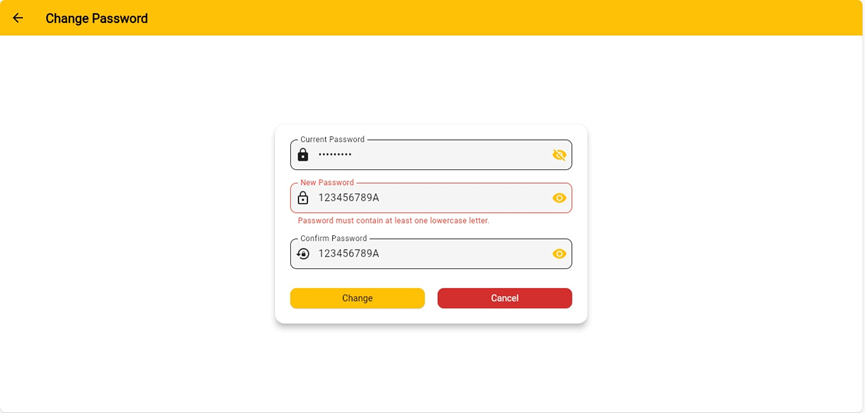 Change Password
Current Password
•••••••••
New Password
123456789A
Password must contain at least one lowercase letter.
Confirm Password
123456789A
Change
Cancel